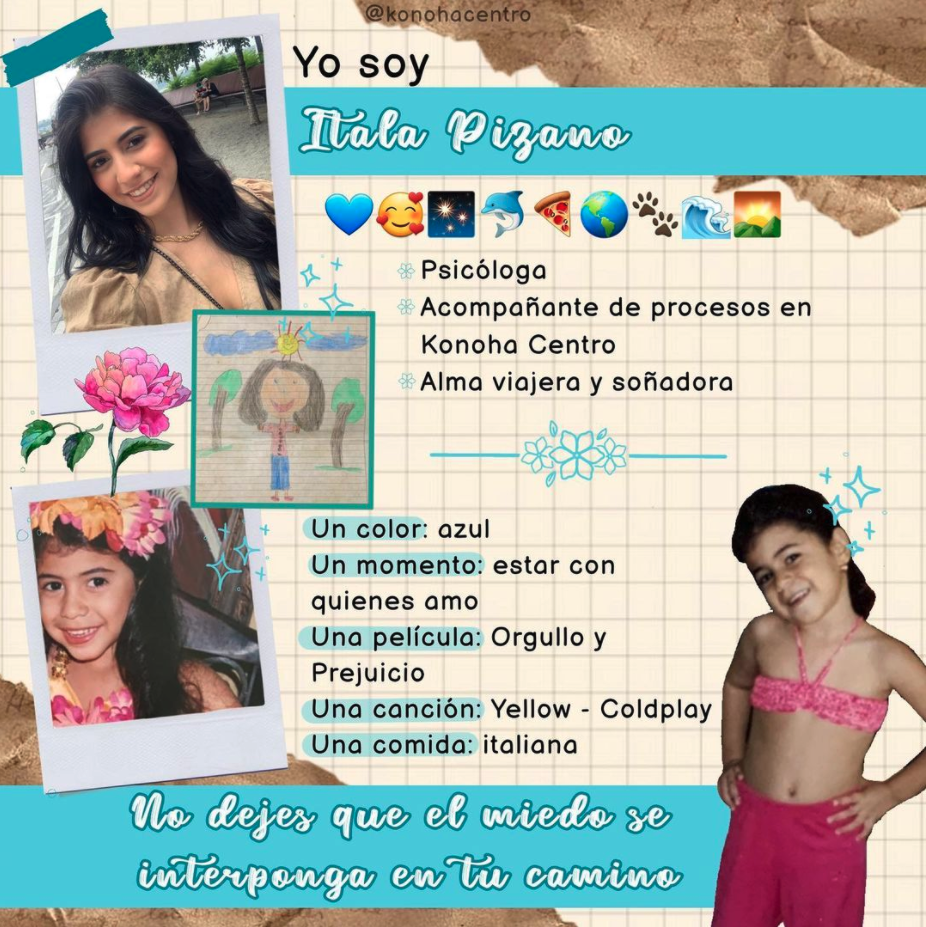 @konohacentro
Yo soy
Itala Pizano
Psicóloga
Acompañante de procesos en
Konoha Centro
Alma viajera y soñadora
Un color: azul
Un momento: estar con
quienes amo
Una película: Orgullo y
Prejuicio
Una canción: Yellow - Coldplay
Una comida: italiana
No dejes que el miedo se
interponga en tu camino